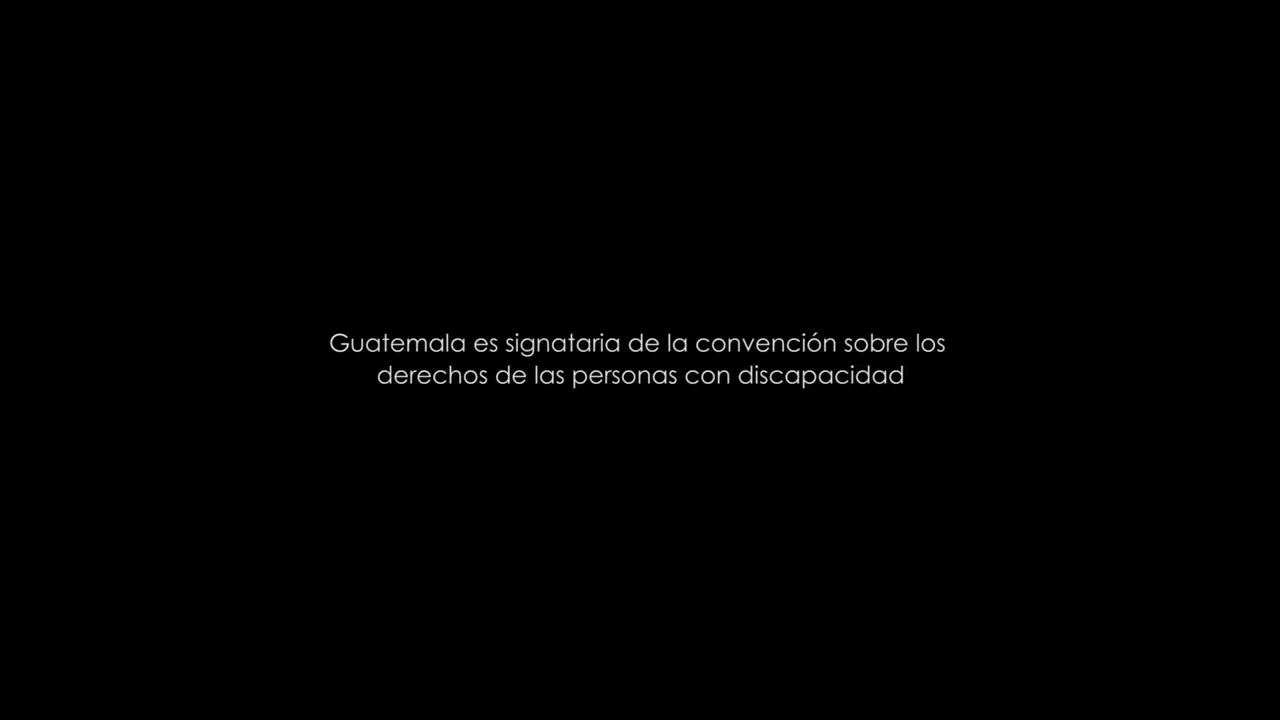 Guatemala es signataria de la convención sobre los
derechos de las personas con discapacidad